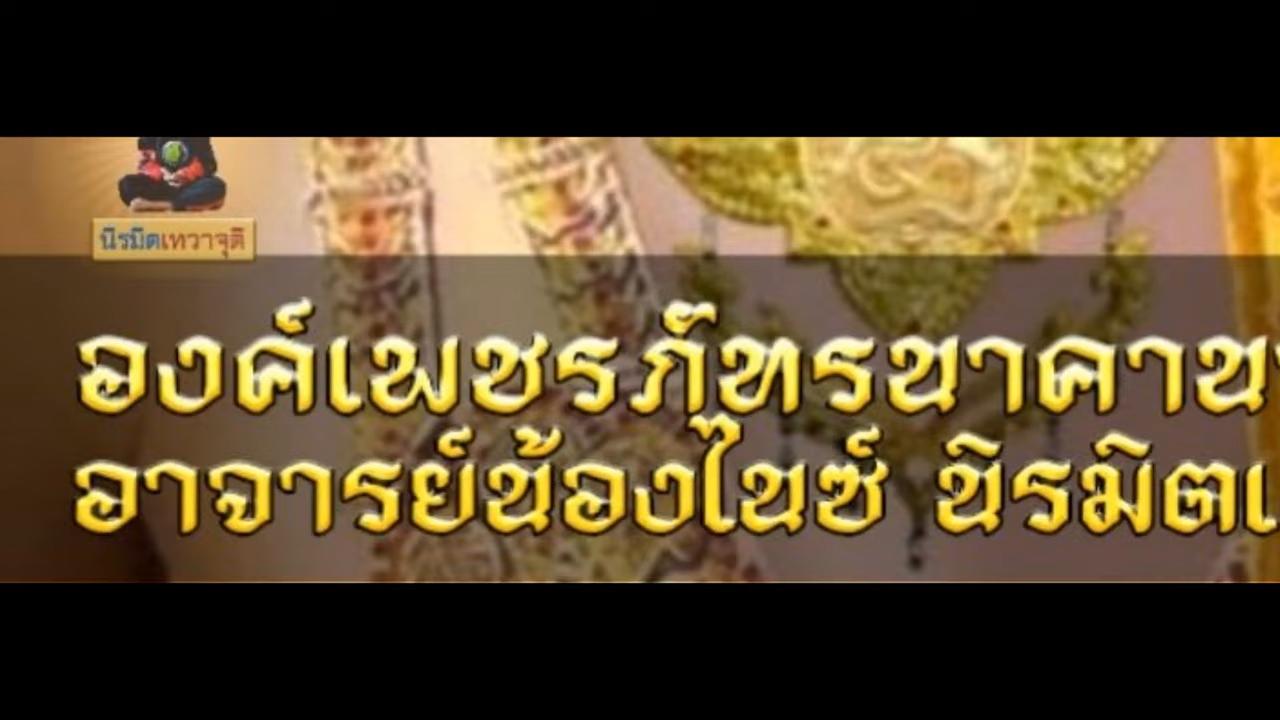 นิรมิตเทวาจุติ
องค์เพชรภัทรนาคาน
อาจารย์น้องไนซ์ นิรมิตเ